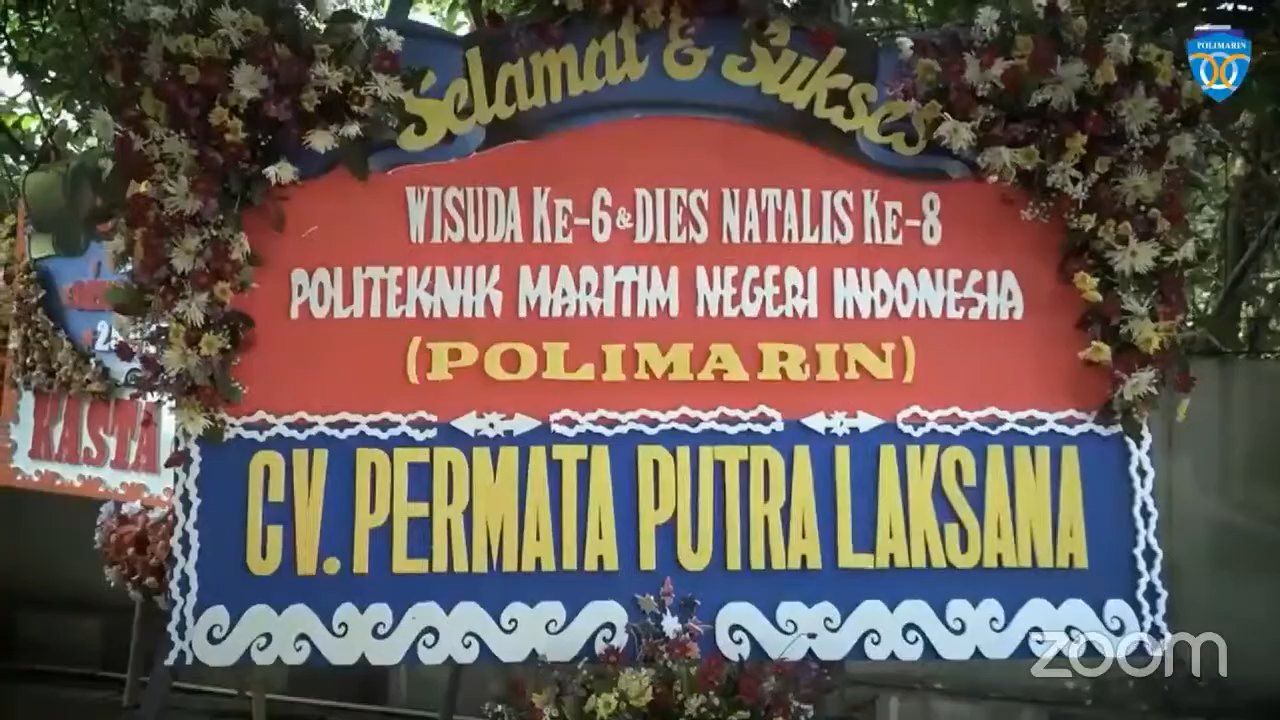 Selamat & Sukses
POLIMARIN
WISUDA KE-6 & DIES NATALIS KE-8
POLITEKNIK MARITIM NEGERI INDONESIA
(POLIMARIN)
KASTA
CV. PERMATA PUTRA LAKSANA
zoom